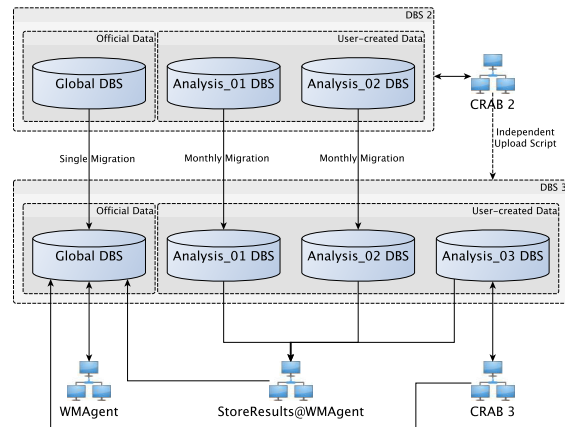 DBS 2
Official Data
User-created Data
Global DBS
Analysis_01 DBS
Analysis_02 DBS
CRAB 2
Independent
Upload Script
Single Migration
Monthly Migration
Monthly Migration
DBS 3
Official Data
User-created Data
Global DBS
Analysis_01 DBS
Analysis_02 DBS
Analysis_03 DBS
WMAgent
StoreResults@WMAgent
CRAB 3